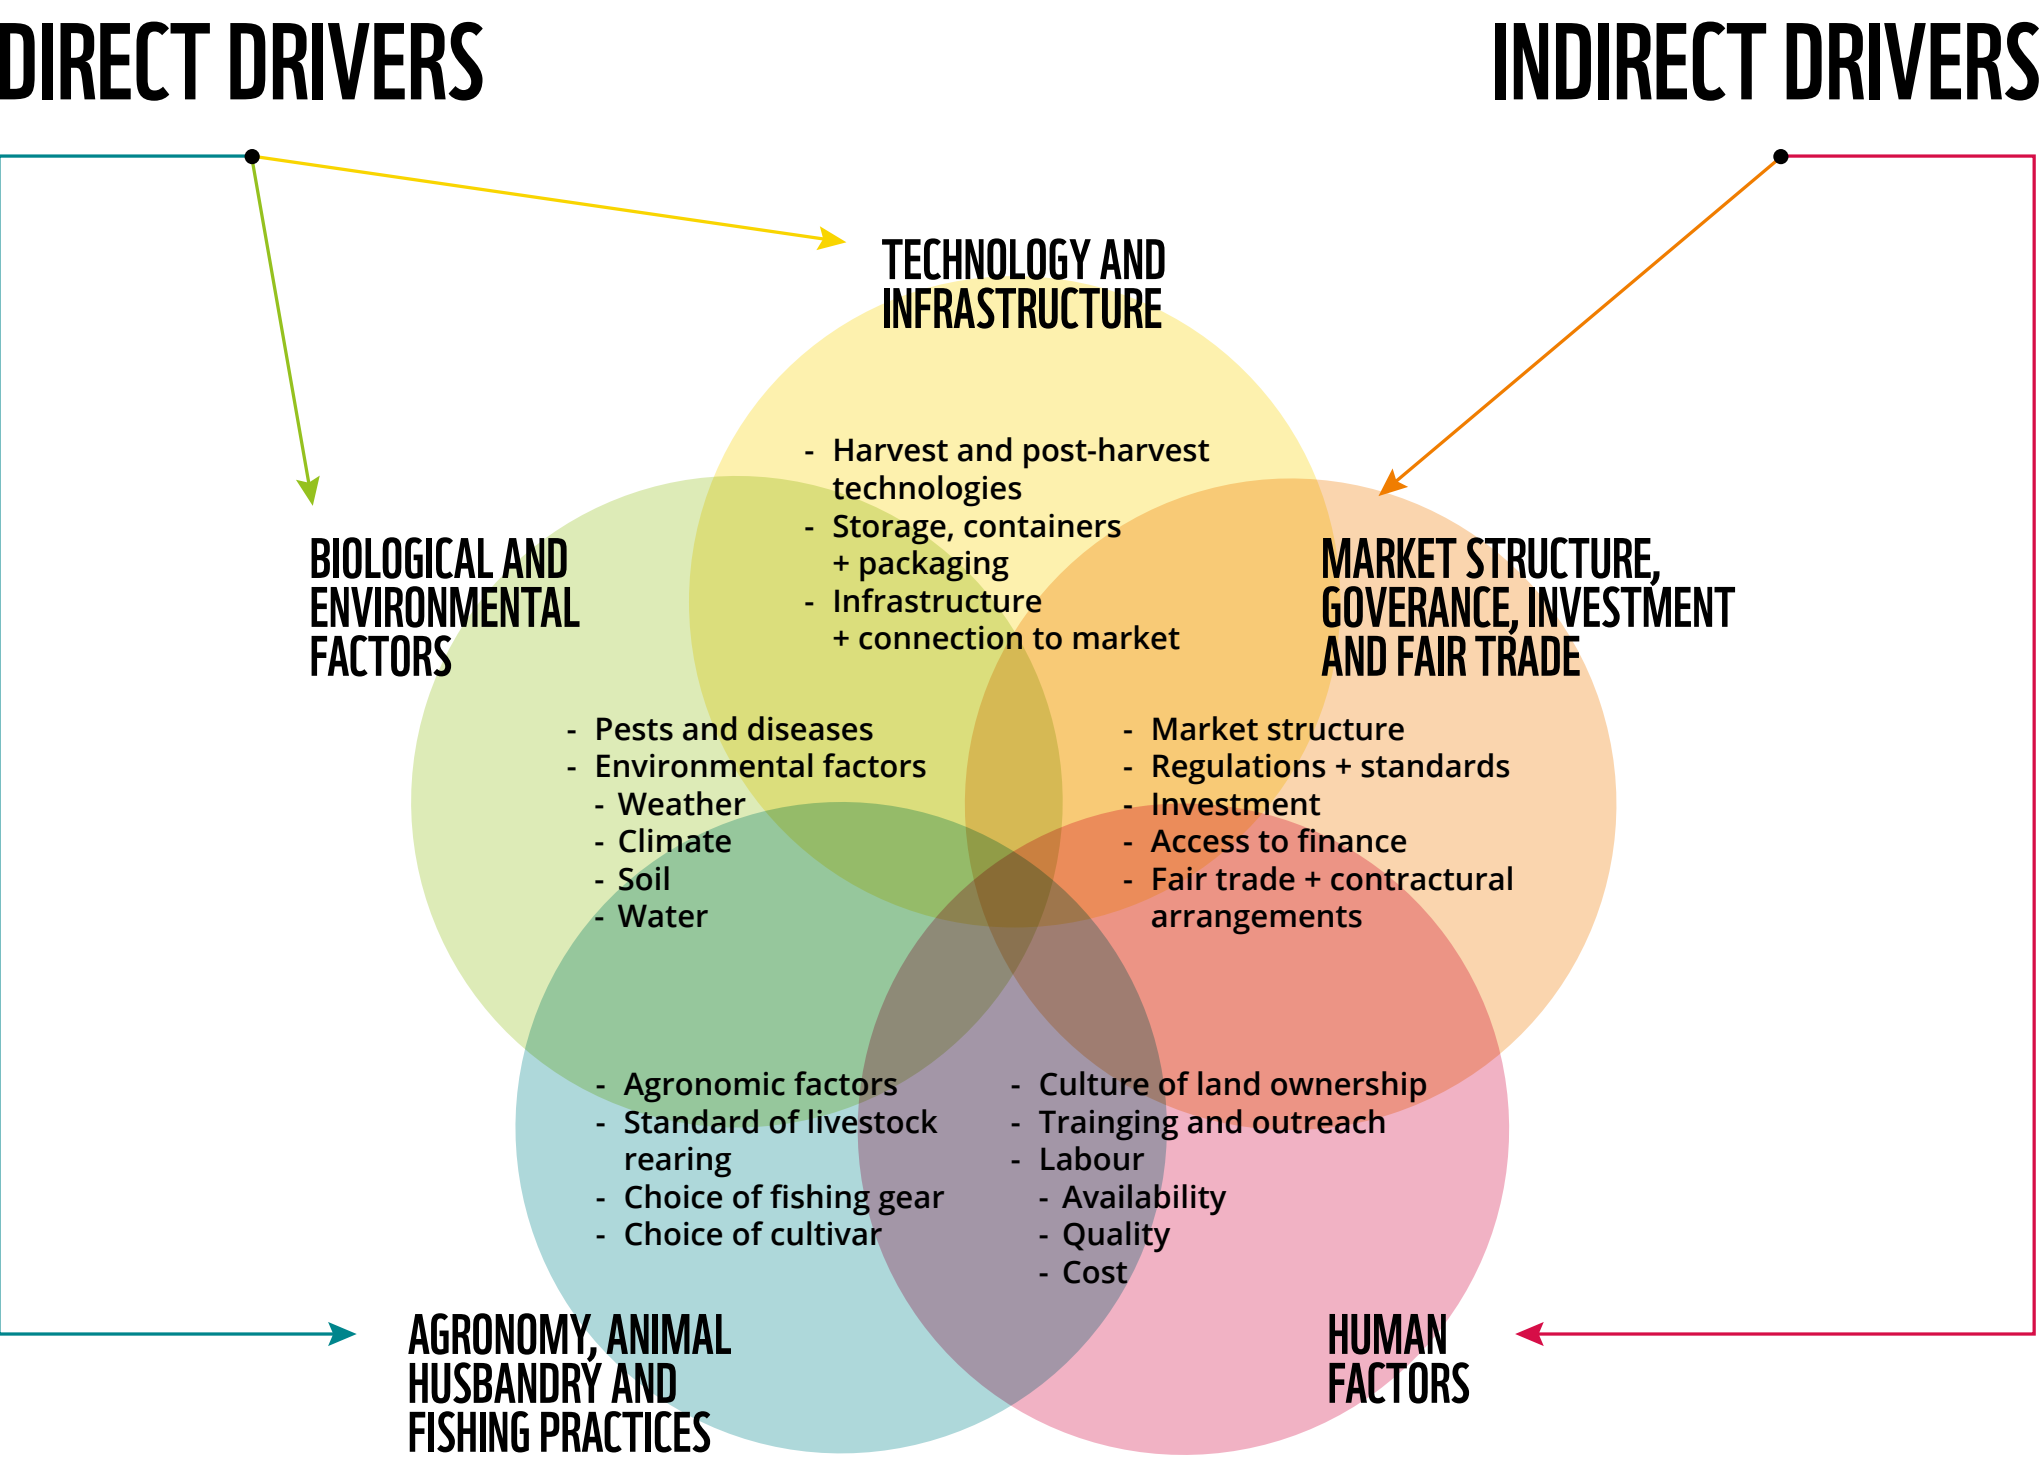 DIRECT DRIVERS
INDIRECT DRIVERS
TECHNOLOGY AND
INFRASTRUCTURE
- Harvest and post-harvest
technologies
- Storage, containers
+ packaging
- Infrastructure
+ connection to market
BIOLOGICAL AND
ENVIRONMENTAL
FACTORS
- Pests and diseases
- Environmental factors
- Weather
- Climate
- Soil
- Water
MARKET STRUCTURE,
GOVERANCE, INVESTMENT
AND FAIR TRADE
- Market structure
- Regulations + standards
- Investment
- Access to finance
- Fair trade + contractural
arrangements
- Agronomic factors
- Standard of livestock
rearing
- Choice of fishing gear
- Choice of cultivar
AGRONOMY, ANIMAL
HUSBANDRY AND
FISHING PRACTICES
- Culture of land ownership
- Trainging and outreach
- Labour
- Availability
- Quality
- Cost
HUMAN
FACTORS